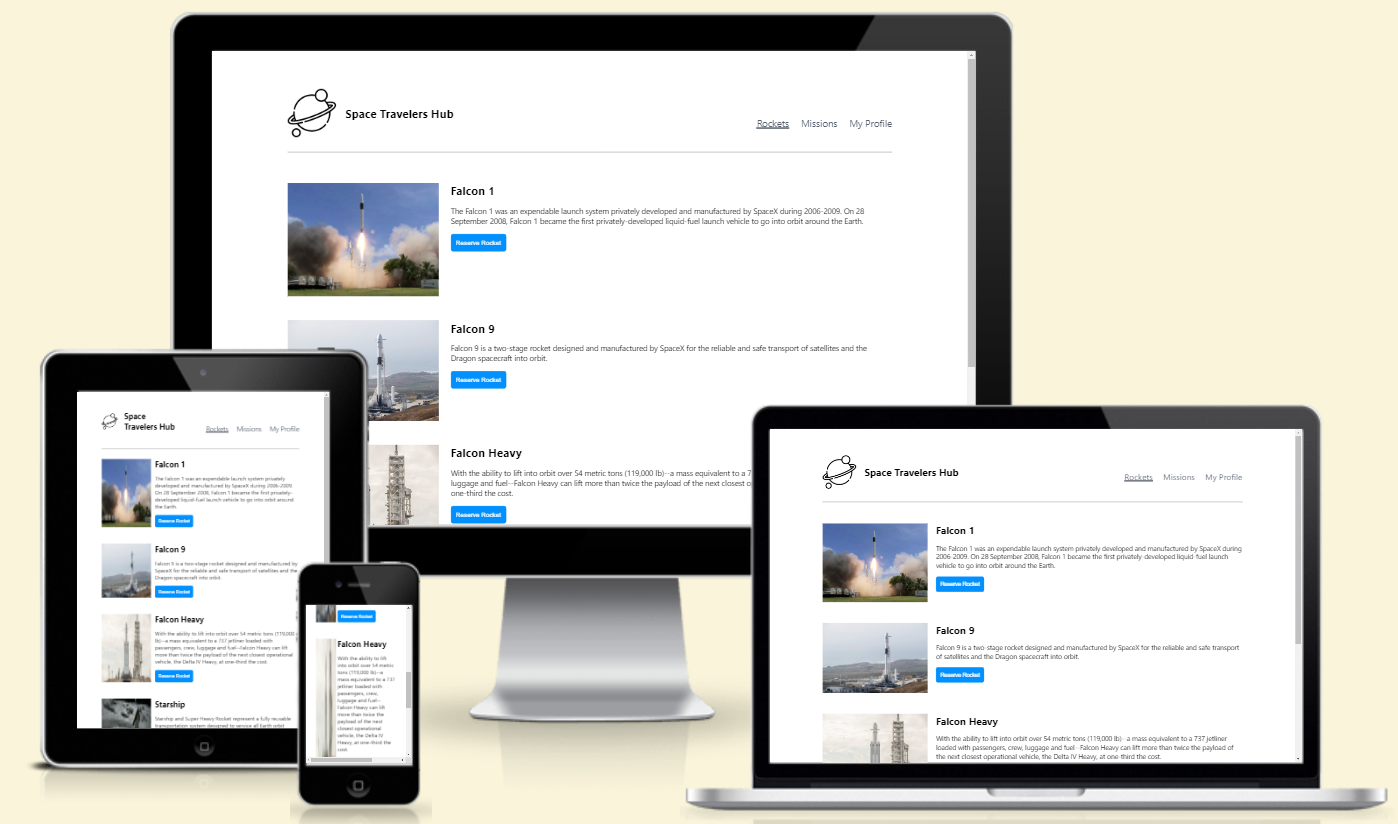 Space Travelers Hub
Rockets Missions My Profile
Falcon 1
The Falcon 1 was an expendable launch system privately developed and manufactured by SpaceX during 2006-2009. On 28
September 2008, Falcon 1 became the first privately-developed liquid-fuel launch vehicle to go into orbit around the Earth.
Reserve Rocket
Falcon 9
Falcon 9 is a two-stage rocket designed and manufactured by SpaceX for the reliable and safe transport of satellites and the
Dragon spacecraft into orbit.
Reserve Rocket
Falcon Heavy
With the ability to lift into orbit over 54 metric tons (119,000 lb)--a mass equivalent to a 7
luggage and fuel--Falcon Heavy can lift more than twice the payload of the next closest o
one-third the cost.
Reserve Rocket
Space
Travelers Hub
Rockets Missions My Profile
Falcon 1
The Falcon 1 was an expendable launch system privately
developed and manufactured by SpaceX during 2006-2009.
On 28 September 2008, Falcon 1 became the first privately-
developed liquid-fuel launch vehicle to go into orbit around
the Earth.
Reserve Rocket
Falcon 9
Falcon 9 is a two-stage rocket designed and manufactured by
SpaceX for the reliable and safe transport of satellites and the
Dragon spacecraft into orbit.
Reserve Rocket
Falcon Heavy
With the ability to lift into orbit over 54 metric tons (119,000
lb)--a mass equivalent to a 737 jetliner loaded with
passengers, crew, luggage and fuel--Falcon Heavy can lift
more than twice the payload of the next closest operational
vehicle, the Delta IV Heavy, at one-third the cost.
Reserve Rocket
Starship
Starship and Super Heavy Rocket represent a fully reusable
transportation system designed to service all Earth orbit
Reserve Rocket
Falcon Heavy
With the ability to lift
into orbit over 54 metric
tons (119,000 lb)--a
mass equivalent to a 737
jetliner loaded with
passengers, crew,
luggage and fuel--
Falcon Heavy can lift
more than twice the
payload of the next
closest operational
vehicle, the Delta IV
Heavy, at one-third the
cost.
Space Travelers Hub
Rockets Missions My Profile
Falcon 1
The Falcon 1 was an expendable launch system privately developed and manufactured by SpaceX during
2006-2009. On 28 September 2008, Falcon 1 became the first privately-developed liquid-fuel launch
vehicle to go into orbit around the Earth.
Reserve Rocket
Falcon 9
Falcon 9 is a two-stage rocket designed and manufactured by SpaceX for the reliable and safe transport
of satellites and the Dragon spacecraft into orbit.
Reserve Rocket
Falcon Heavy
With the ability to lift into orbit over 54 metric tons (119,000 lb)--a mass equivalent to a 737 jetliner
loaded with passengers, crew, luggage and fuel--Falcon Heavy can lift more than twice the payload of
the next closest operational vehicle, the Delta IV Heavy, at one-third the cost.